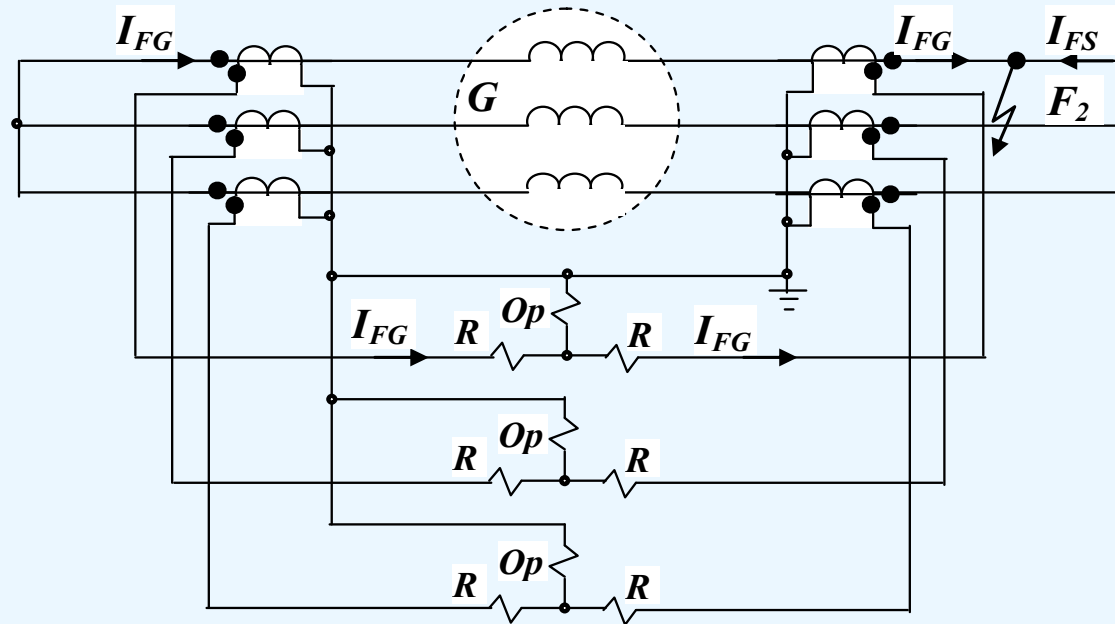 I_FG I_FG I_FS
G F_2
Op
I_FG R R I_FG
Op
R R
Op
R R